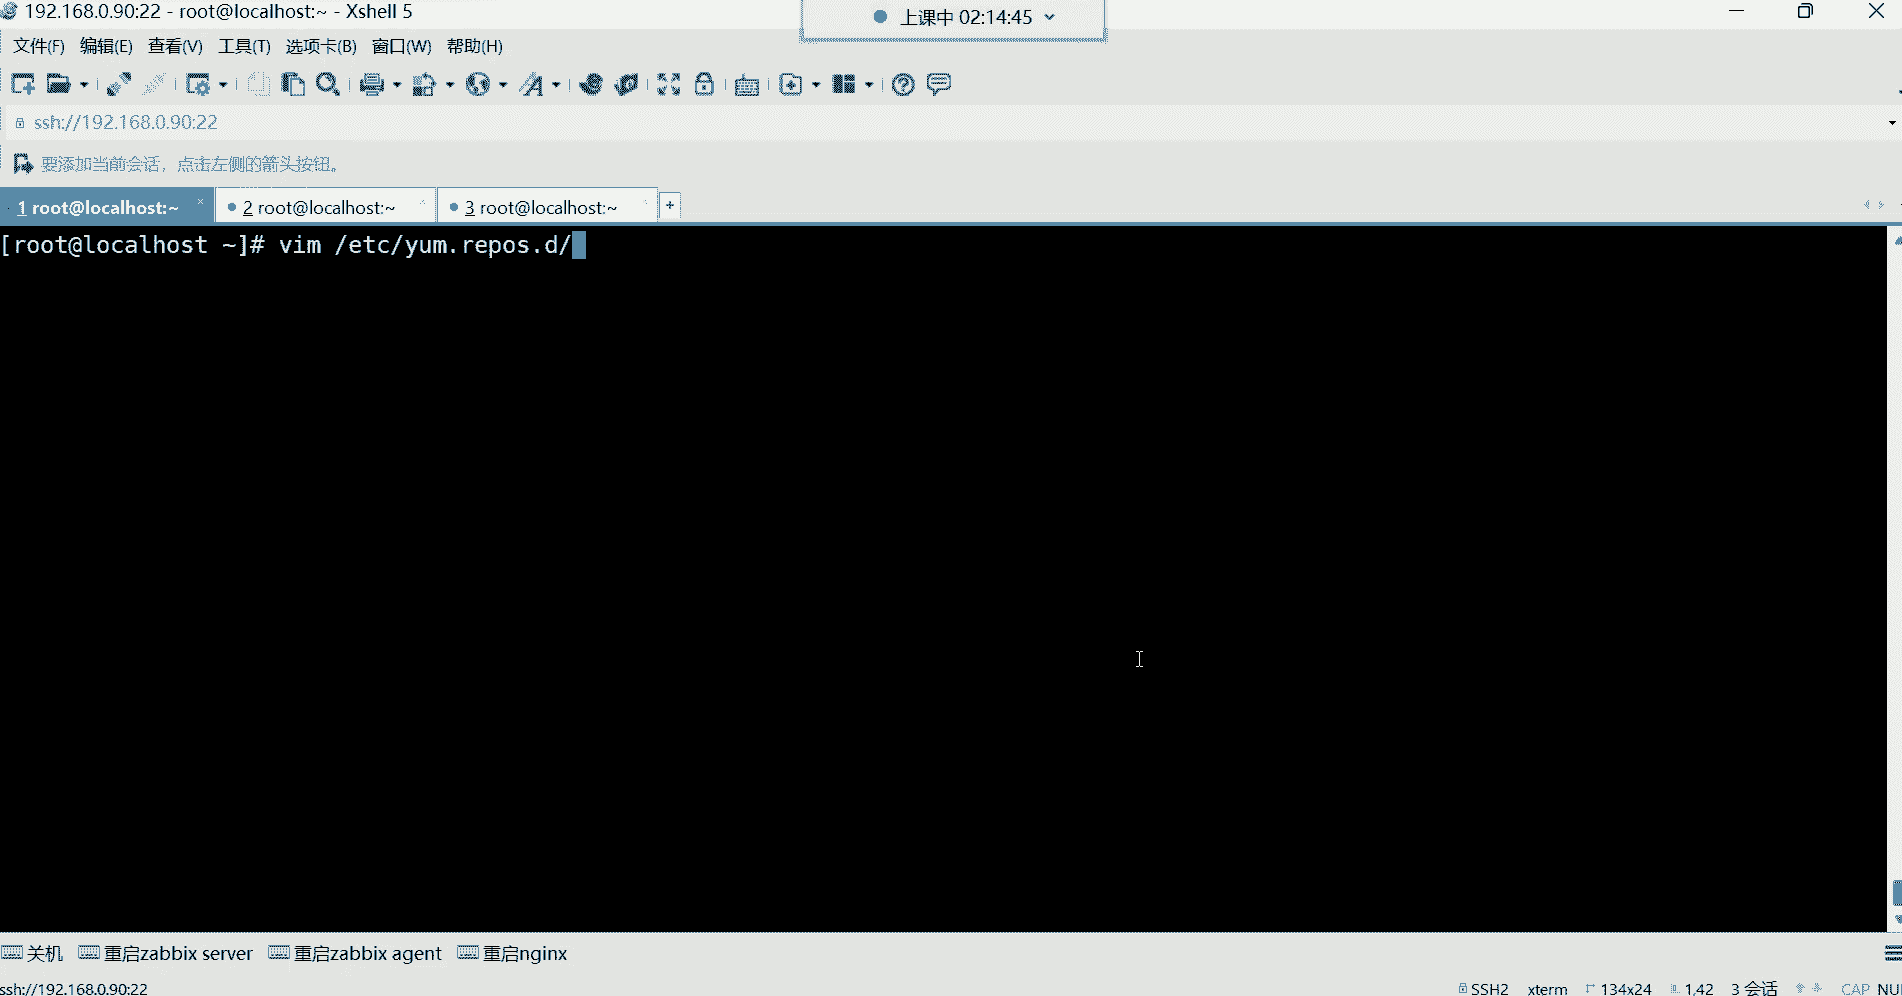 192.168.0.90:22 - root@localhost:~ - Xshell 5
上课中 02:14:45
文件(F) 编辑(E) 查看(V) 工具(T) 选项卡(B) 窗口(W) 帮助(H)
ssh://192.168.0.90:22
要添加当前会话，点击左侧的箭头按钮。
1 root@localhost:~ 2 root@localhost:~ 3 root@localhost:~ +
[root@localhost ~]# vim /etc/yum.repos.d/
关机 重启zabbix server 重启zabbix agent 重启nginx
ssh://192.168.0.90:22 SSH2 xterm 134x24 1,42 3 会话 CAP NU